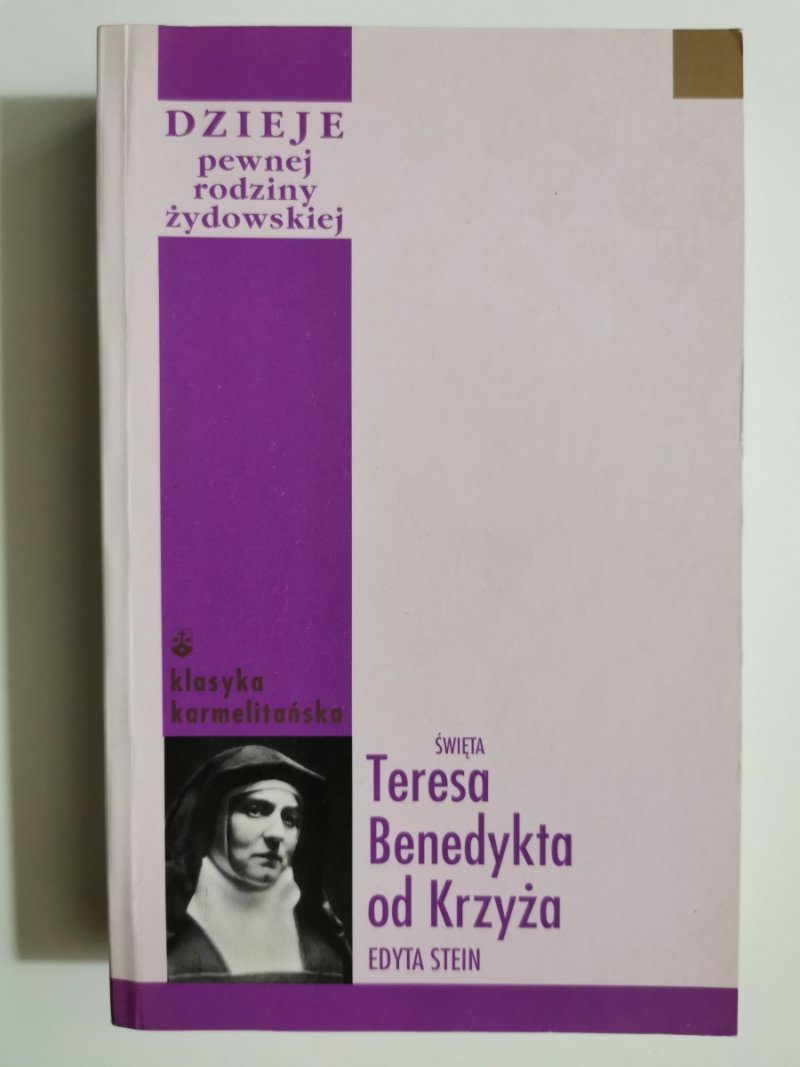 DZIEJE
pewnej
rodziny
żydowskiej
klasyka
karmelitańska
ŚWIĘTA
Teresa
Benedykta
od Krzyża
EDYTA STEIN